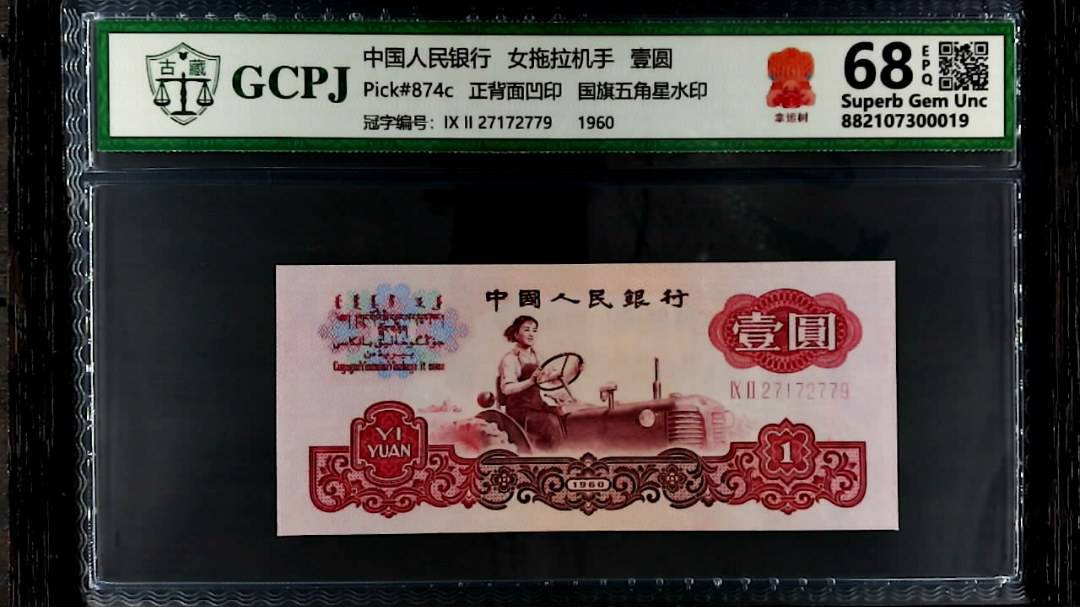 古 藏
GCPJ
中国人民银行 女拖拉机手 壹圆
Pick#874c 正背面凹印 国旗五角星水印
冠字编号: IX II 27172779 1960
幸运树
68 EPQ
Superb Gem Unc
882107300019
中國人民銀行
壹圓
IX II 27172779
YI
YUAN
1960
1